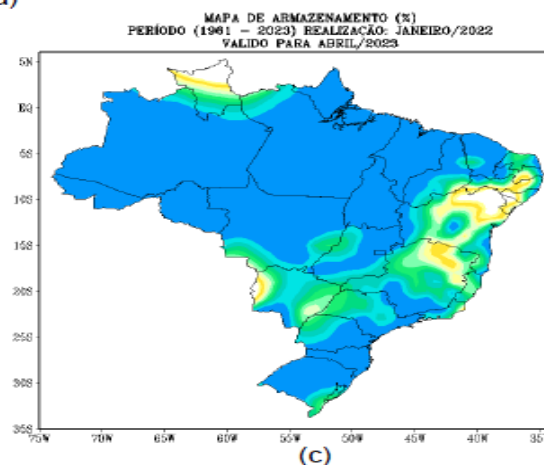 MAPA DE ARMAZENAMENTO (%)
PERÍODO (1961 – 2023) REALIZAÇÃO: JANEIRO/2022
VALIDO PARA ABRIL/2023
5N
EQ
5S
10S
15S
20S
25S
30S
35S
75W 70W 65W 60W 55W 50W 45W 40W 35W
(c)